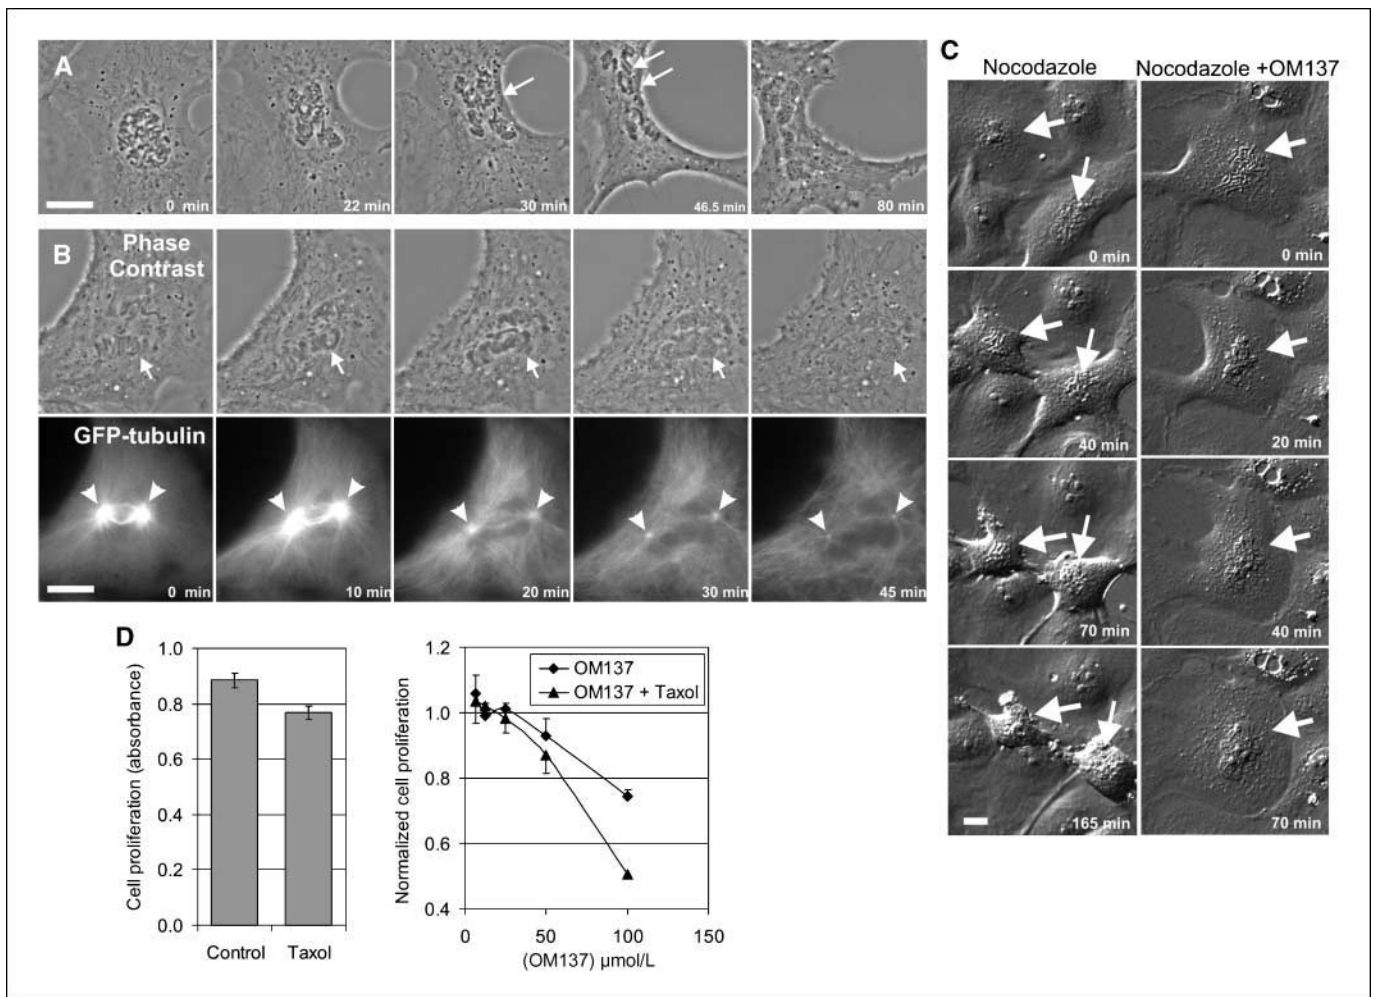 A
0 min
22 min
30 min
46.5 min
80 min
B
Phase
Contrast
GFP-tubulin
0 min
10 min
20 min
30 min
45 min
C
Nocodazole
Nocodazole +OM137
0 min
0 min
40 min
20 min
70 min
40 min
165 min
70 min
D
Cell proliferation (absorbance)
1.0
0.8
0.6
0.4
0.2
0.0
Control
Taxol
Normalized cell proliferation
1.2
1.0
0.8
0.6
0.4
OM137
OM137 + Taxol
0
50
100
150
(OM137) µmol/L